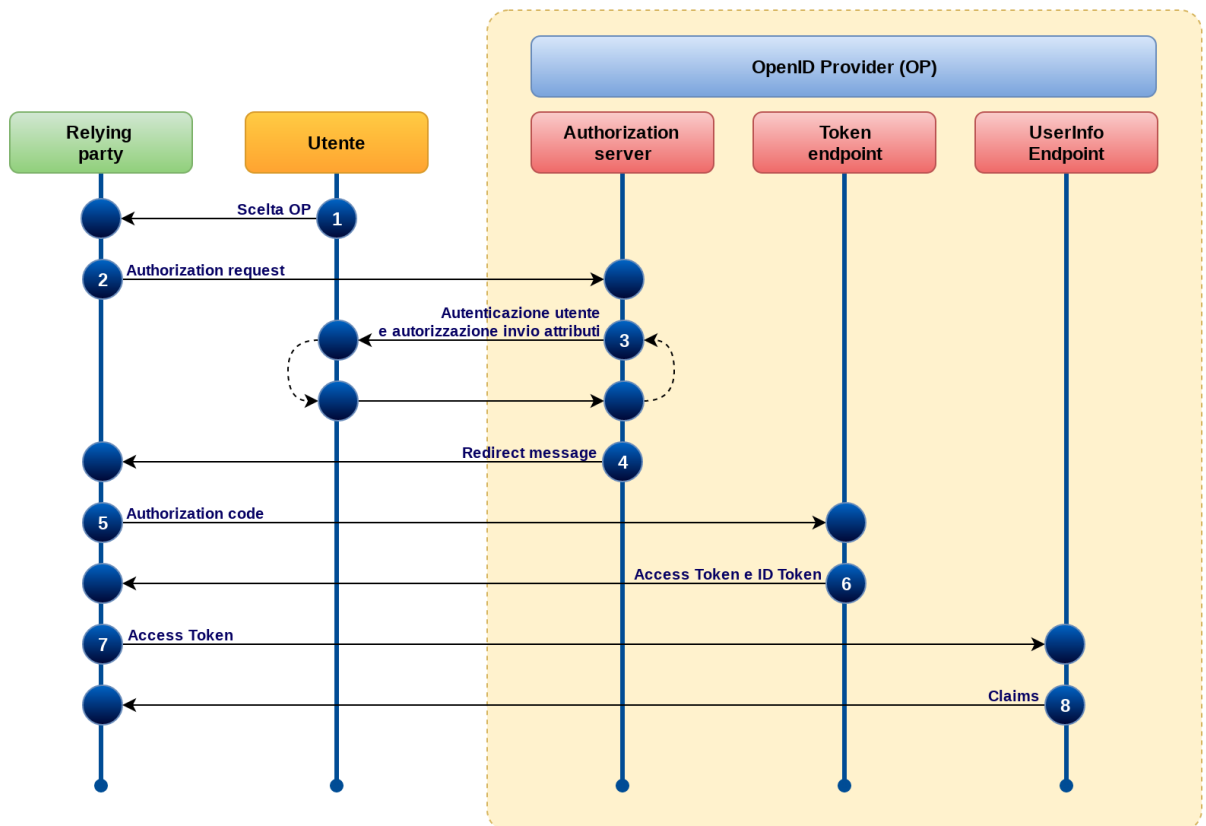 OpenID Provider (OP)
Relying
party
Utente
Authorization
server
Token
endpoint
UserInfo
Endpoint
Scelta OP
1
2
Authorization request
Autenticazione utente
e autorizzazione invio attributi
3
Redirect message
4
5
Authorization code
Access Token e ID Token
6
7
Access Token
Claims
8